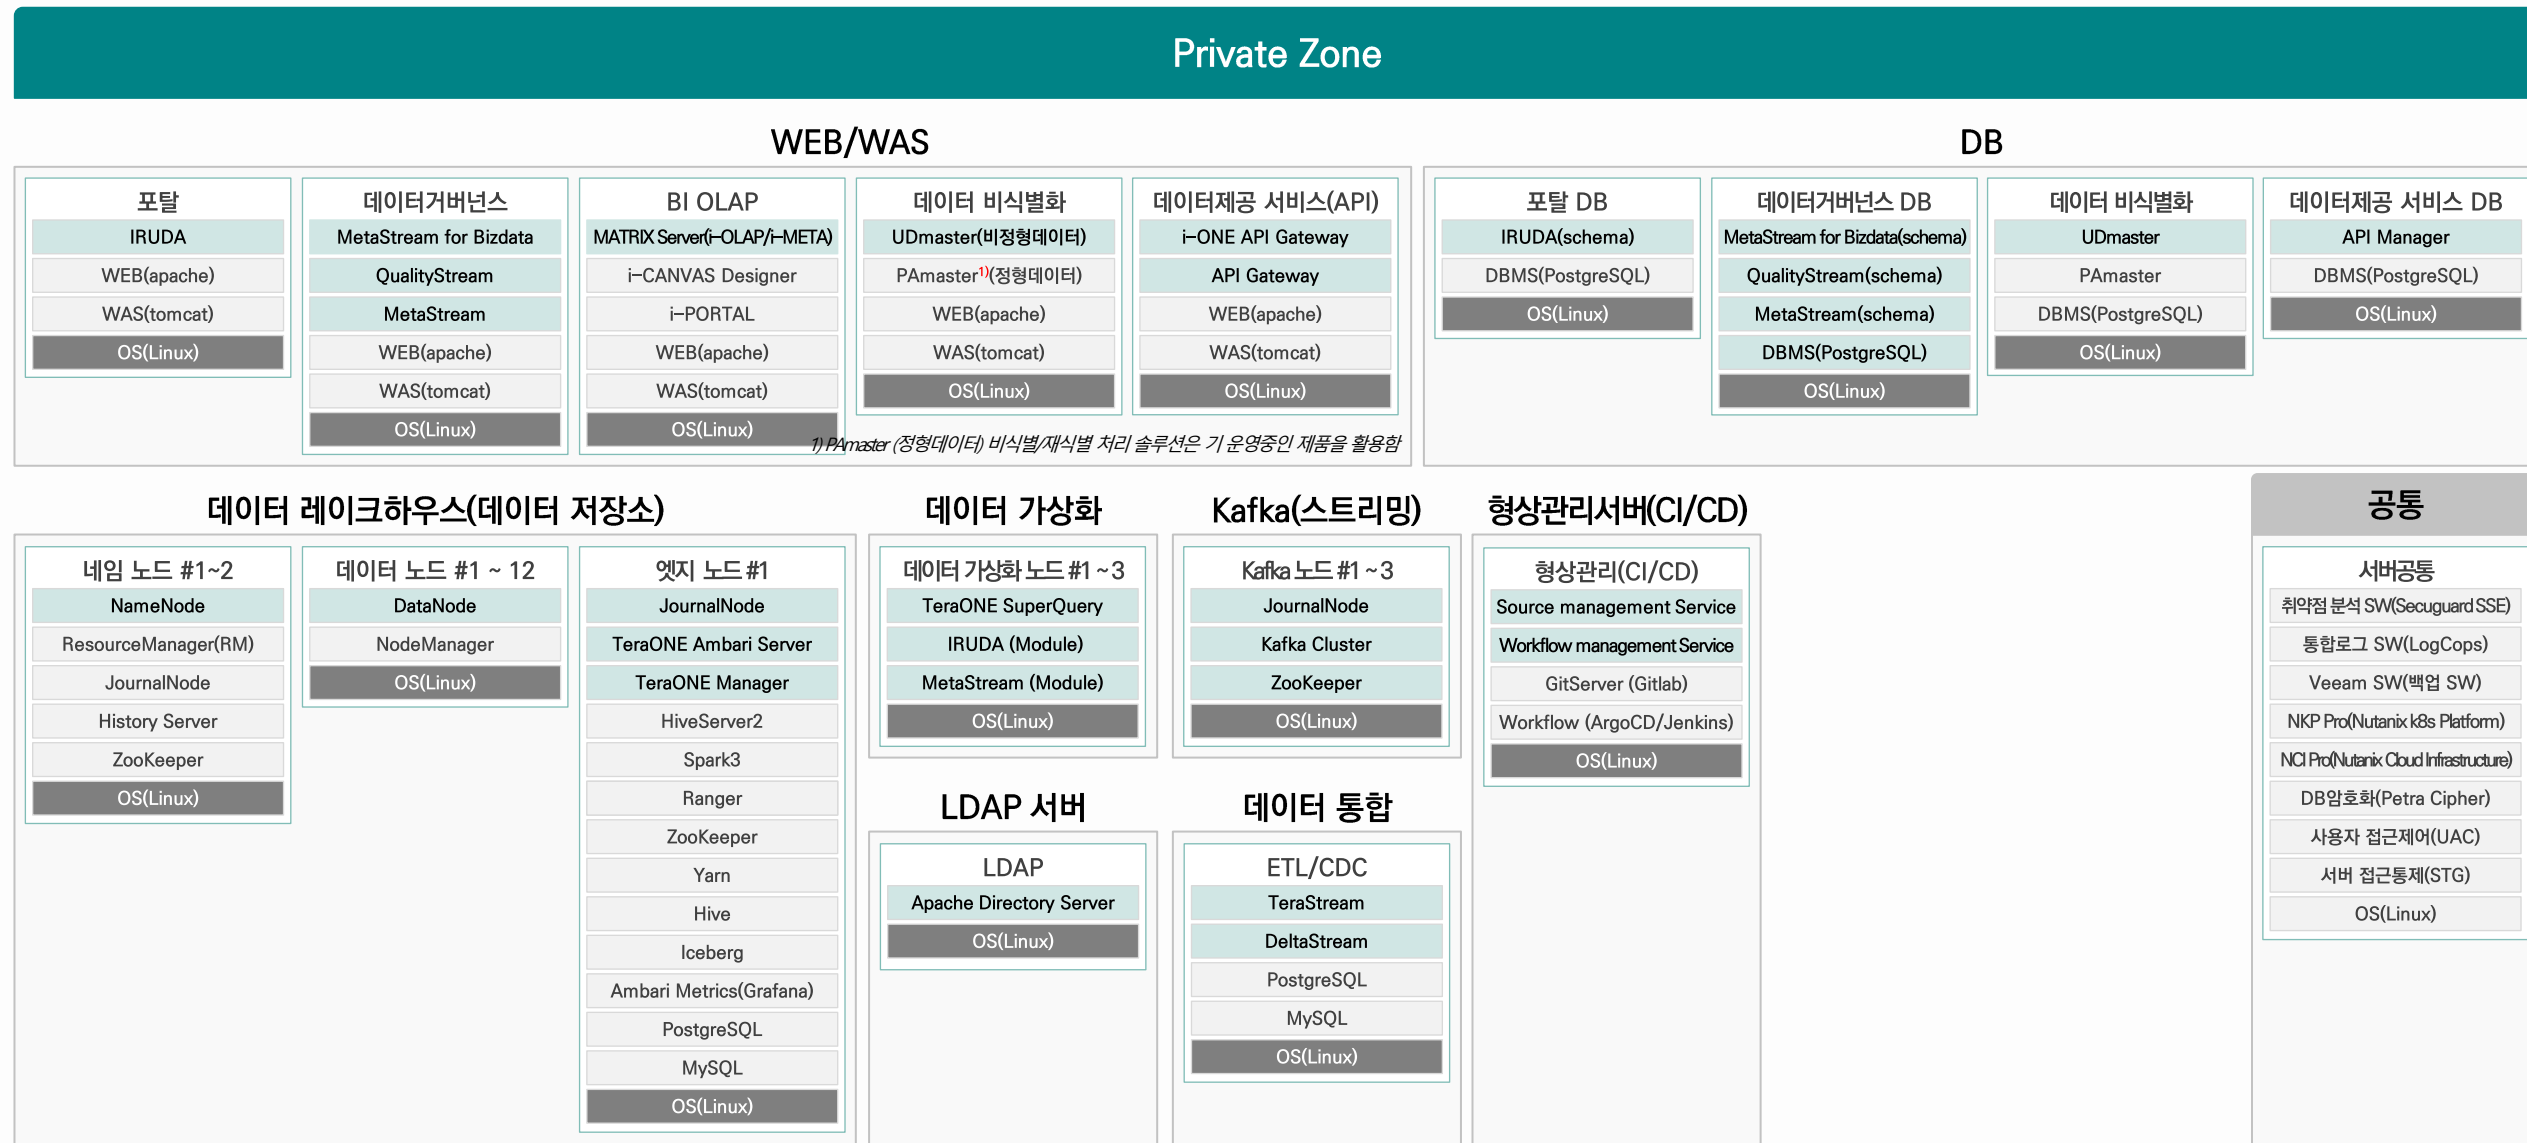 Private Zone
WEB/WAS
포탈
IRUDA
WEB(apache)
WAS(tomcat)
OS(Linux)
데이터거버넌스
MetaStream for Bizdata
QualityStream
MetaStream
WEB(apache)
WAS(tomcat)
OS(Linux)
BI OLAP
MATRIX Server(i-OLAP/i-META)
i-CANVAS Designer
i-PORTAL
WEB(apache)
WAS(tomcat)
OS(Linux)
데이터 비식별화
UDmaster(비정형데이터)
PAmaster1)(정형데이터)
WEB(apache)
WAS(tomcat)
OS(Linux)
데이터제공 서비스(API)
i-ONE API Gateway
API Gateway
WEB(apache)
WAS(tomcat)
OS(Linux)
1) PAmaster (정형데이터) 비식별/재식별 처리 솔루션은 기 운영중인 제품을 활용함
DB
포탈 DB
IRUDA(schema)
DBMS(PostgreSQL)
OS(Linux)
데이터거버넌스 DB
MetaStream for Bizdata(schema)
QualityStream(schema)
MetaStream(schema)
DBMS(PostgreSQL)
OS(Linux)
데이터 비식별화
UDmaster
PAmaster
DBMS(PostgreSQL)
OS(Linux)
데이터제공 서비스 DB
API Manager
DBMS(PostgreSQL)
OS(Linux)
데이터 레이크하우스(데이터 저장소)
네임 노드 #1~2
NameNode
ResourceManager(RM)
JournalNode
History Server
ZooKeeper
OS(Linux)
데이터 노드 #1 ~ 12
DataNode
NodeManager
OS(Linux)
엣지 노드 #1
JournalNode
TeraONE Ambari Server
TeraONE Manager
HiveServer2
Spark3
Ranger
ZooKeeper
Yarn
Hive
Iceberg
Ambari Metrics(Grafana)
PostgreSQL
MySQL
OS(Linux)
데이터 가상화
데이터 가상화 노드 #1 ~ 3
TeraONE SuperQuery
IRUDA (Module)
MetaStream (Module)
OS(Linux)
Kafka(스트리밍)
Kafka 노드 #1 ~ 3
JournalNode
Kafka Cluster
ZooKeeper
OS(Linux)
형상관리서버(CI/CD)
형상관리(CI/CD)
Source management Service
Workflow management Service
GitServer (Gitlab)
Workflow (ArgoCD/Jenkins)
OS(Linux)
LDAP 서버
LDAP
Apache Directory Server
OS(Linux)
데이터 통합
ETL/CDC
TeraStream
DeltaStream
PostgreSQL
MySQL
OS(Linux)
공통
서버공통
취약점 분석 SW(Secuguard SSE)
통합로그 SW(LogCops)
Veeam SW(백업 SW)
NKP Pro(Nutanix k8s Platform)
NCI Pro(Nutanix Cloud Infrastructure)
DB암호화(Petra Cipher)
사용자 접근제어(UAC)
서버 접근통제(STG)
OS(Linux)